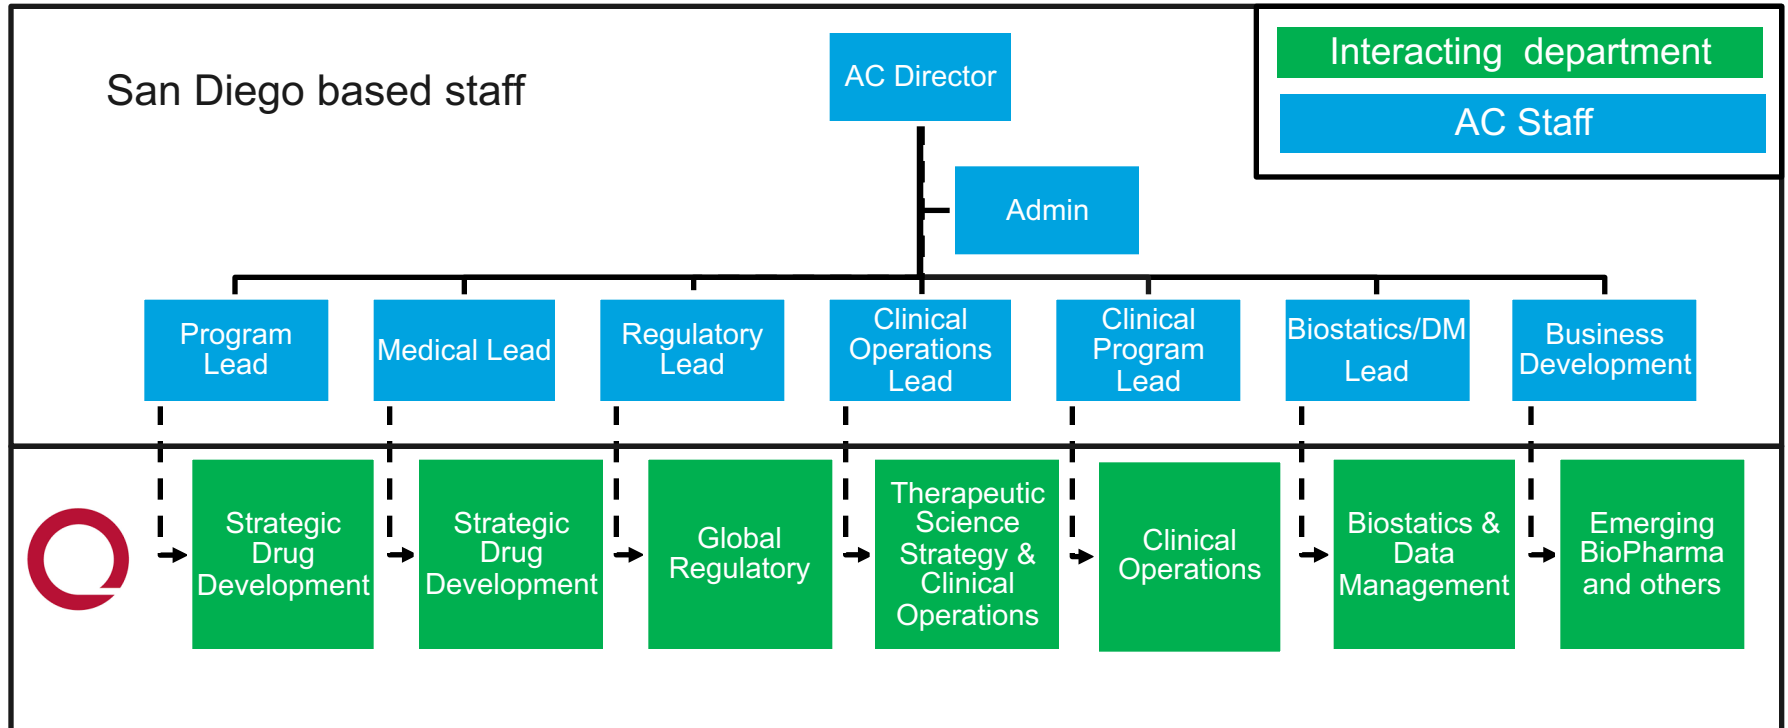 San Diego based staff
AC Director
Interacting department
AC Staff
Admin
Program
Lead
Medical Lead
Regulatory
Lead
Clinical
Operations
Lead
Clinical
Program
Lead
Biostatics/DM
Lead
Business
Development
Strategic
Drug
Development
Strategic
Drug
Development
Global
Regulatory
Therapeutic
Science
Strategy &
Clinical
Operations
Clinical
Operations
Biostatics &
Data
Management
Emerging
BioPharma
and others